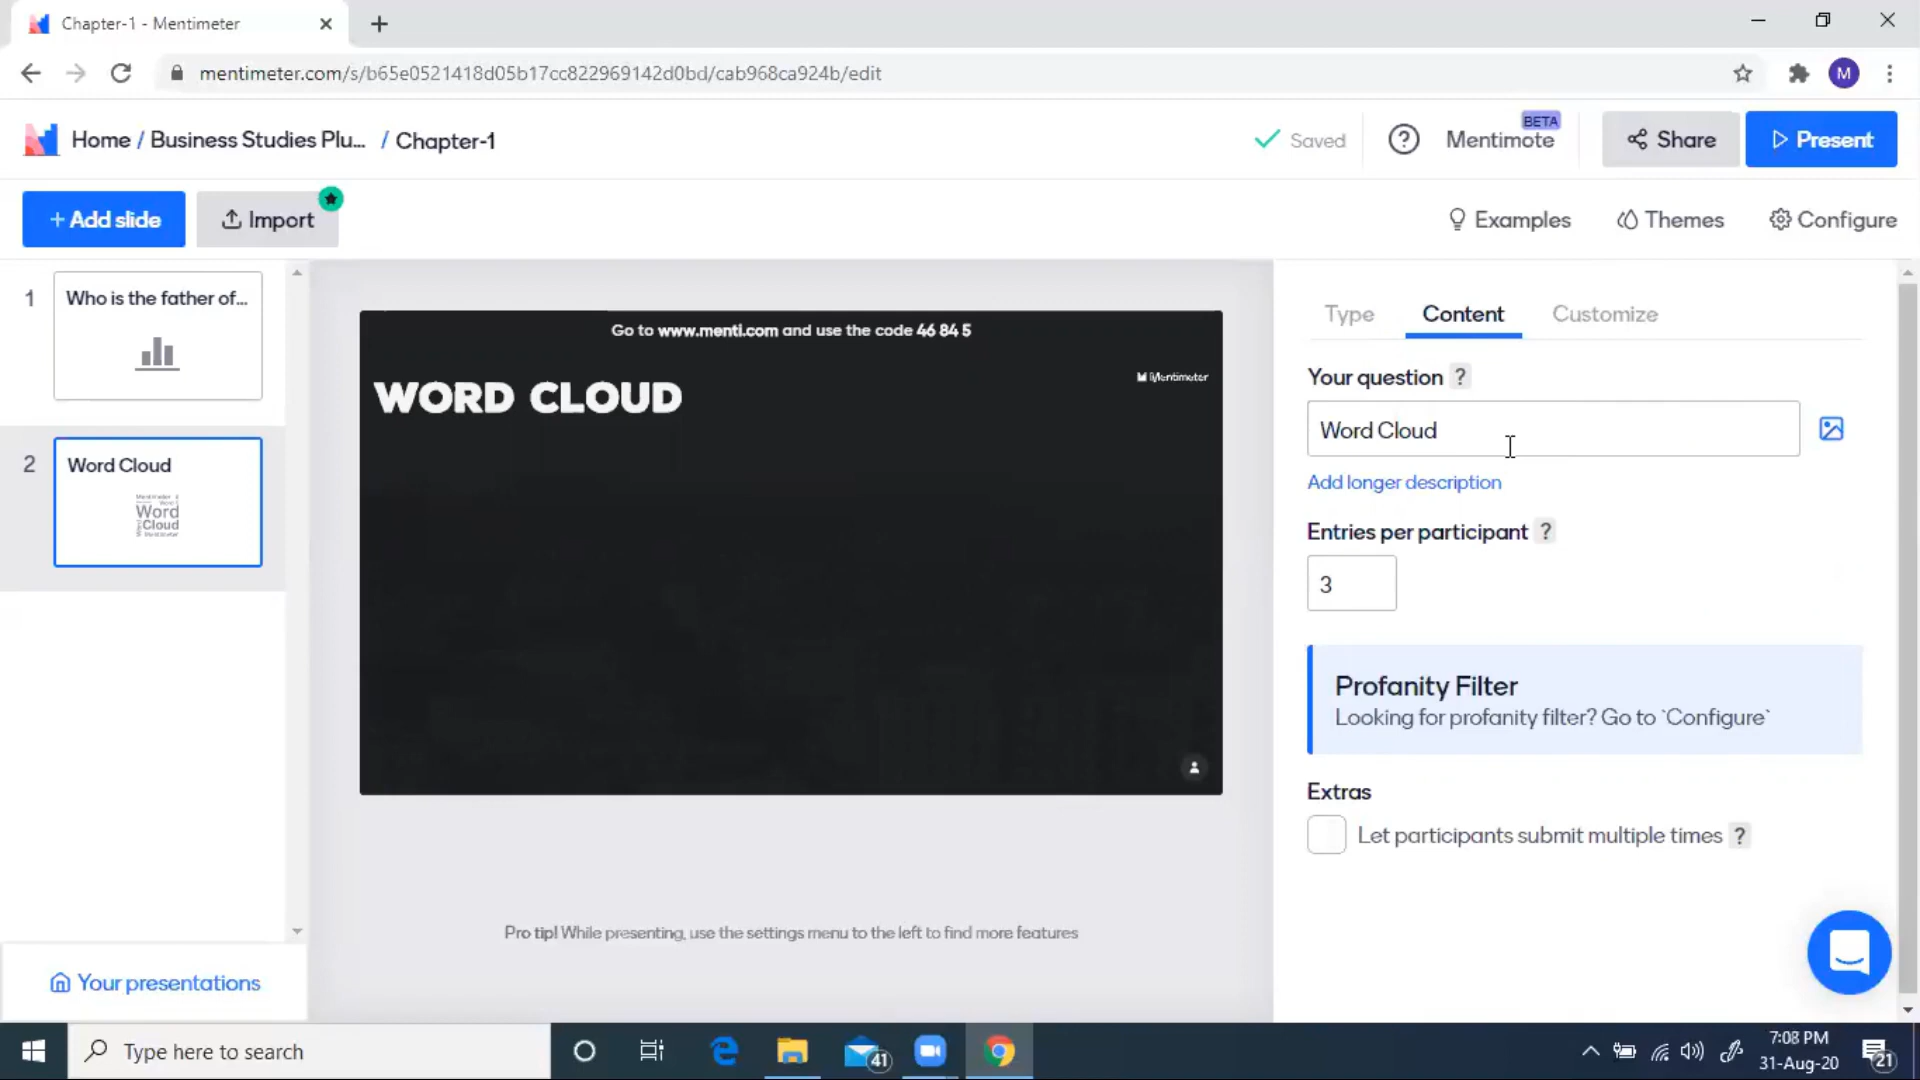 Chapter-1 - Mentimeter
mentimeter.com/s/b65e0521418d05b17cc822969142d0bd/cab968ca924b/edit
M
Home / Business Studies Plu... / Chapter-1
Saved
Mentimote
BETA
Share
Present
+ Add slide
Import
Examples
Themes
Configure
1
Who is the father of...
2
Word Cloud
Word
Cloud
Go to www.menti.com and use the code 46 84 5
Mentimeter
WORD CLOUD
Pro tip! While presenting, use the settings menu to the left to find more features
Type
Content
Customize
Your question ?
Word Cloud
Add longer description
Entries per participant ?
3
Profanity Filter
Looking for profanity filter? Go to `Configure`
Extras
Let participants submit multiple times ?
Your presentations
Type here to search
41
7:08 PM
31-Aug-20
21